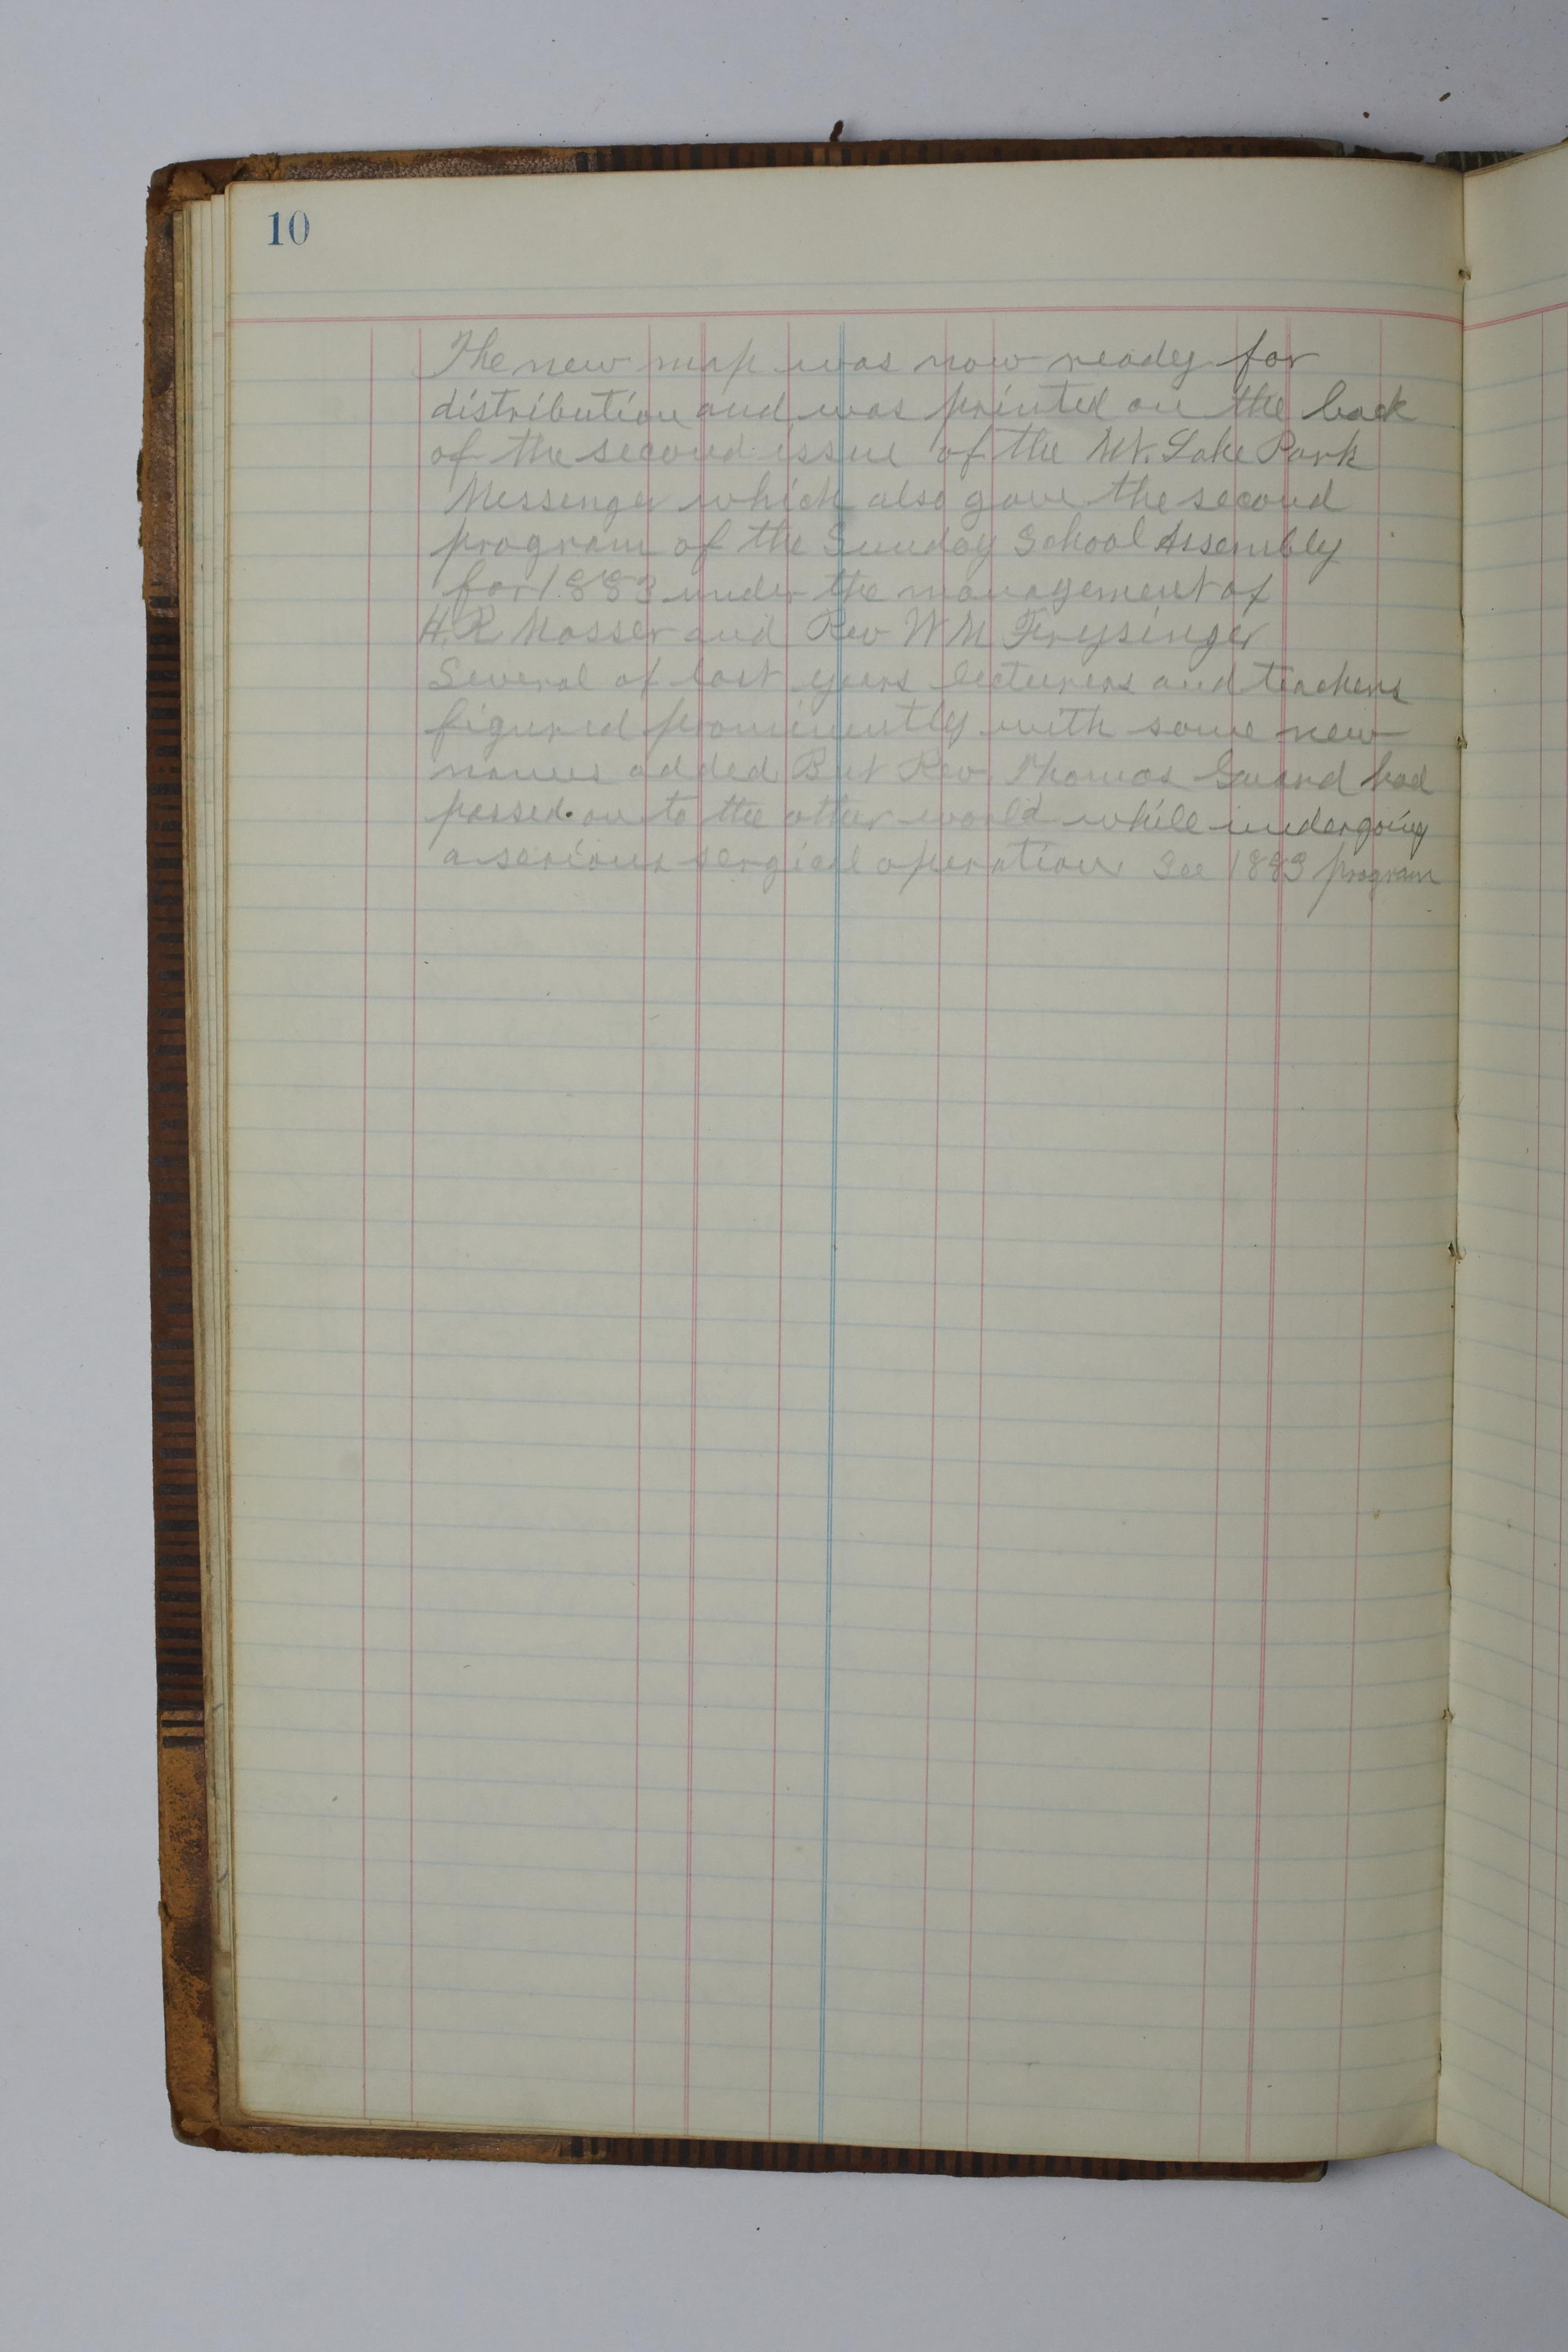 10
The new map was now ready for
distribution and was printed on the back
of the second issue of the Mt. Lake Park
Messenger which also gave the second
program of the Sunday School Assembly
for 1883 under the management of
H. R. Mosser and Rev W M Frysinger
Several of last years lecturers and teachers
figured prominently with some new
names added But Rev. Thomas Guard had
passed on to the other world while undergoing
a serious sergical operation. See 1883 program